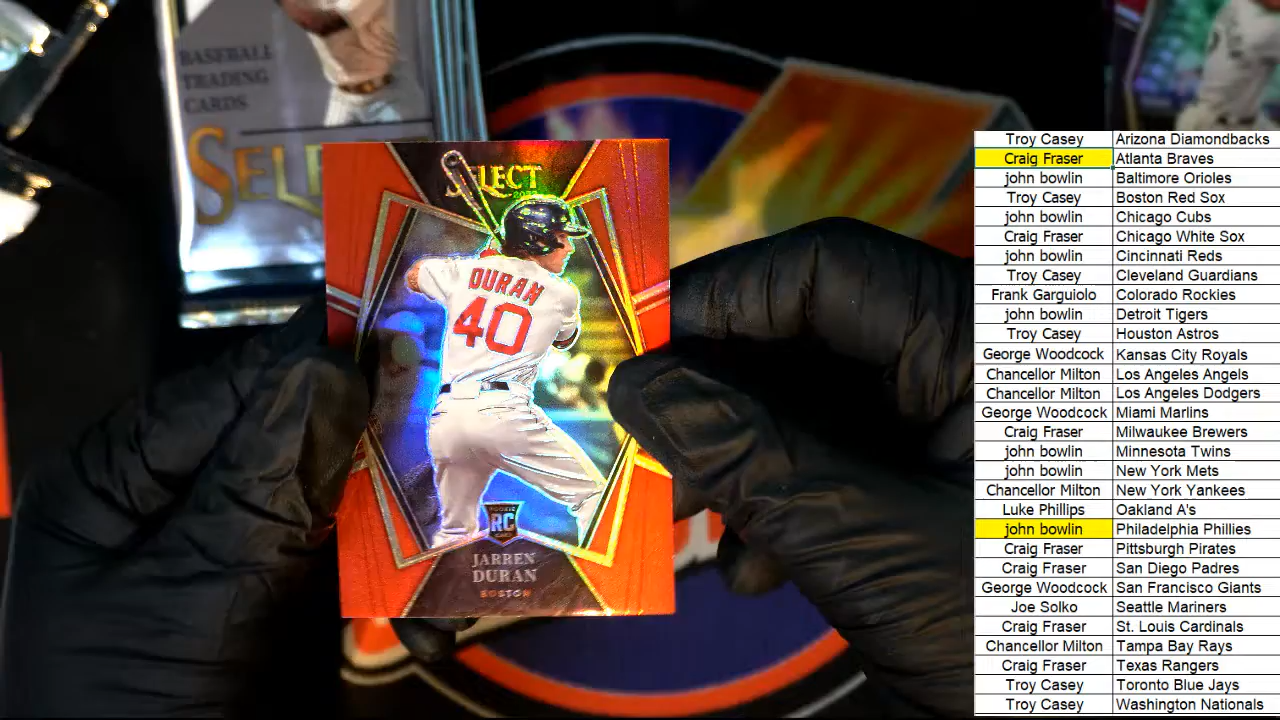 BASEBALL
TRADING
CARDS
SELECT
2022
DURAN
40
ROOKIE
RC
JARREN
DURAN
BOSTON
Troy Casey Arizona Diamondbacks
Craig Fraser Atlanta Braves
john bowlin Baltimore Orioles
Troy Casey Boston Red Sox
john bowlin Chicago Cubs
Craig Fraser Chicago White Sox
john bowlin Cincinnati Reds
Troy Casey Cleveland Guardians
Frank Garguiolo Colorado Rockies
john bowlin Detroit Tigers
Troy Casey Houston Astros
George Woodcock Kansas City Royals
Chancellor Milton Los Angeles Angels
Chancellor Milton Los Angeles Dodgers
George Woodcock Miami Marlins
Craig Fraser Milwaukee Brewers
john bowlin Minnesota Twins
john bowlin New York Mets
Chancellor Milton New York Yankees
Luke Phillips Oakland A's
john bowlin Philadelphia Phillies
Craig Fraser Pittsburgh Pirates
Craig Fraser San Diego Padres
George Woodcock San Francisco Giants
Joe Solko Seattle Mariners
Craig Fraser St. Louis Cardinals
Chancellor Milton Tampa Bay Rays
Craig Fraser Texas Rangers
Troy Casey Toronto Blue Jays
Troy Casey Washington Nationals